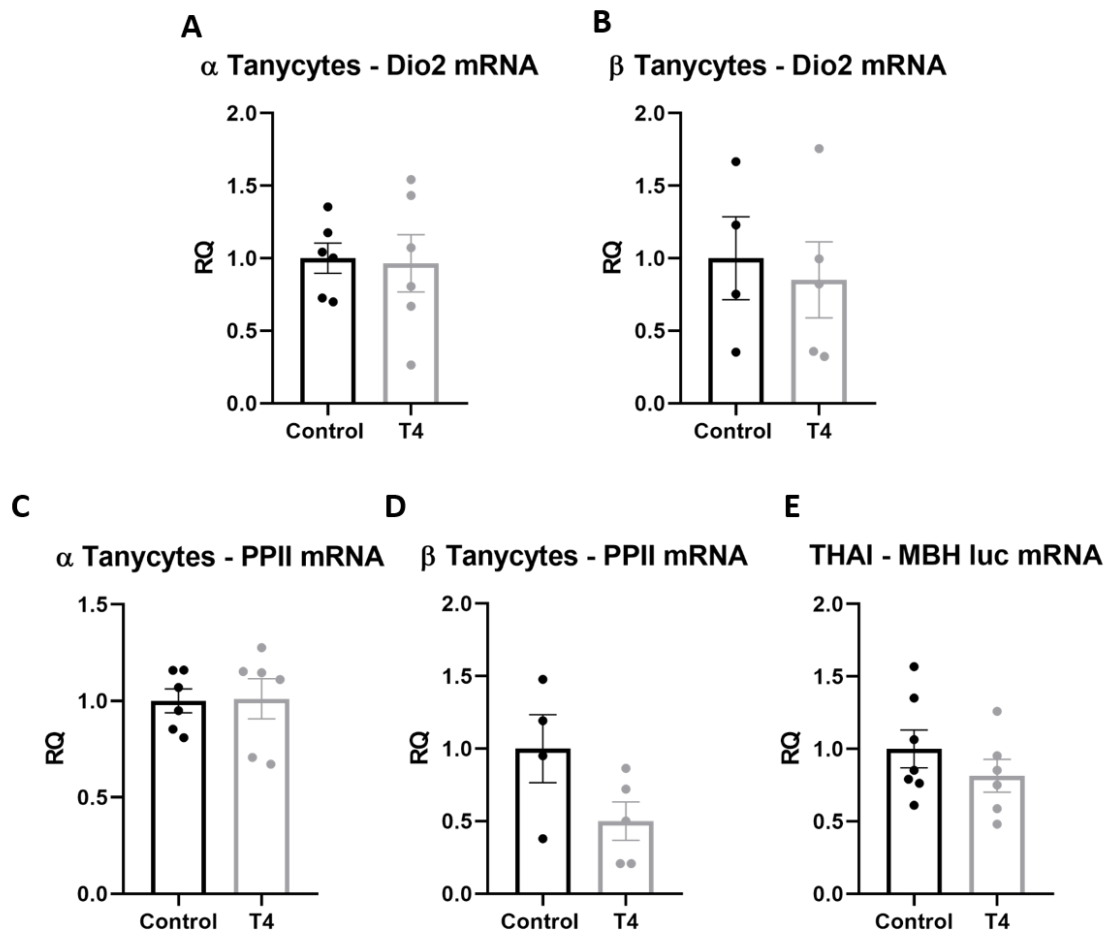 A
α Tanycytes - Dio2 mRNA
2.0
1.5
1.0
0.5
0.0
RQ
Control T4
B
β Tanycytes - Dio2 mRNA
2.0
1.5
1.0
0.5
0.0
RQ
Control T4
C
α Tanycytes - PPII mRNA
1.5
1.0
0.5
0.0
RQ
Control T4
D
β Tanycytes - PPII mRNA
2.0
1.5
1.0
0.5
0.0
RQ
Control T4
E
THAI - MBH luc mRNA
2.0
1.5
1.0
0.5
0.0
RQ
Control T4